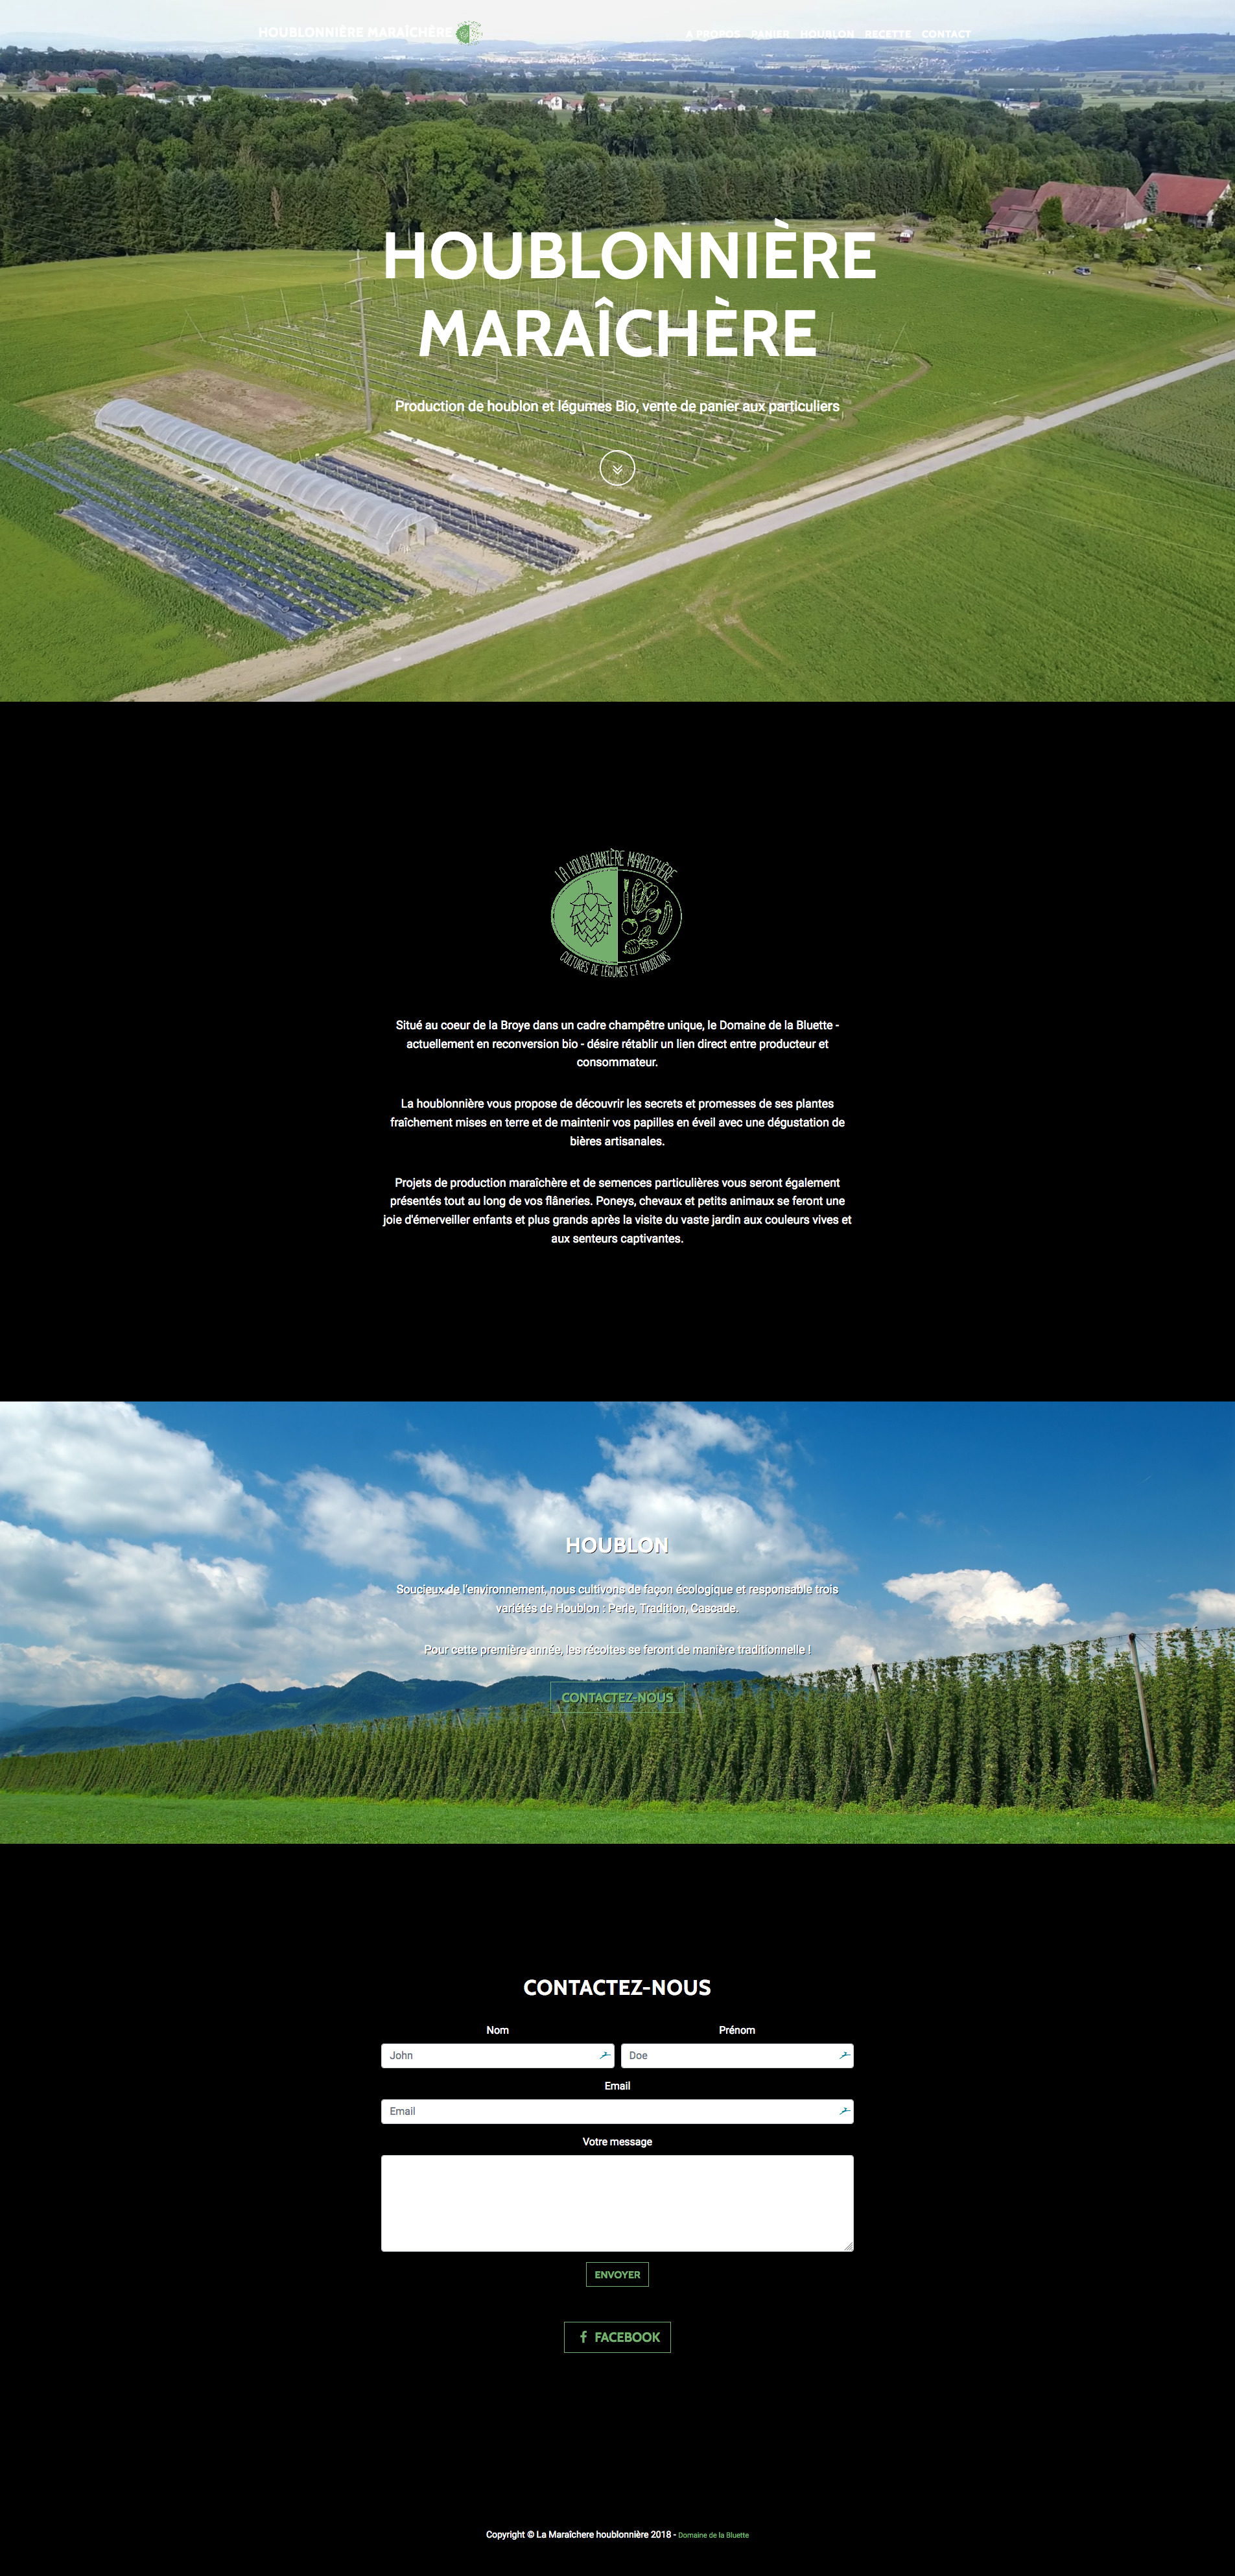 HOUBLONNIÈRE MARAÎCHÈRE
A PROPOS PANIER HOUBLON RECETTE CONTACT
HOUBLONNIÈRE
MARAÎCHÈRE
Production de houblon et légumes Bio, vente de panier aux particuliers
LA HOUBLONNIÈRE MARAÎCHÈRE
CULTURES DE LÉGUMES ET HOUBLONS
Situé au coeur de la Broye dans un cadre champêtre unique, le Domaine de la Bluette -
actuellement en reconversion bio - désire rétablir un lien direct entre producteur et
consommateur.
La houblonnière vous propose de découvrir les secrets et promesses de ses plantes
fraîchement mises en terre et de maintenir vos papilles en éveil avec une dégustation de
bières artisanales.
Projets de production maraîchère et de semences particulières vous seront également
présentés tout au long de vos flâneries. Poneys, chevaux et petits animaux se feront une
joie d'émerveiller enfants et plus grands après la visite du vaste jardin aux couleurs vives et
aux senteurs captivantes.
HOUBLON
Soucieux de l'environnement, nous cultivons de façon écologique et responsable trois
variétés de Houblon : Perle, Tradition, Cascade.
Pour cette première année, les récoltes se feront de manière traditionnelle !
CONTACTEZ-NOUS
CONTACTEZ-NOUS
Nom Prénom
John Doe
Email
Email
Votre message
ENVOYER
FACEBOOK
Copyright © La Maraîchere houblonnière 2018 - Domaine de la Bluette